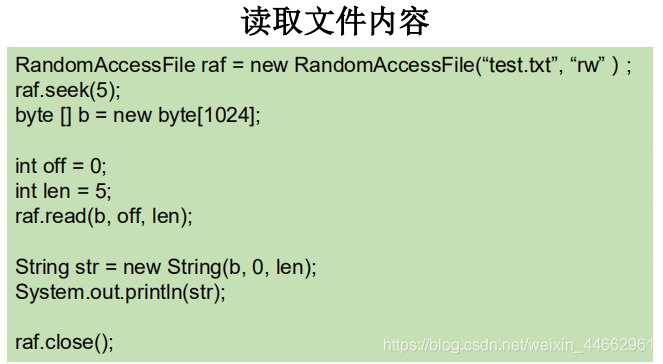 读取文件内容
RandomAccessFile raf = new RandomAccessFile(“test.txt”, “rw” ) ;
raf.seek(5);
byte [] b = new byte[1024];
int off = 0;
int len = 5;
raf.read(b, off, len);
String str = new String(b, 0, len);
System.out.println(str);
raf.close();
https://blog.csdn.net/weixin_44662961